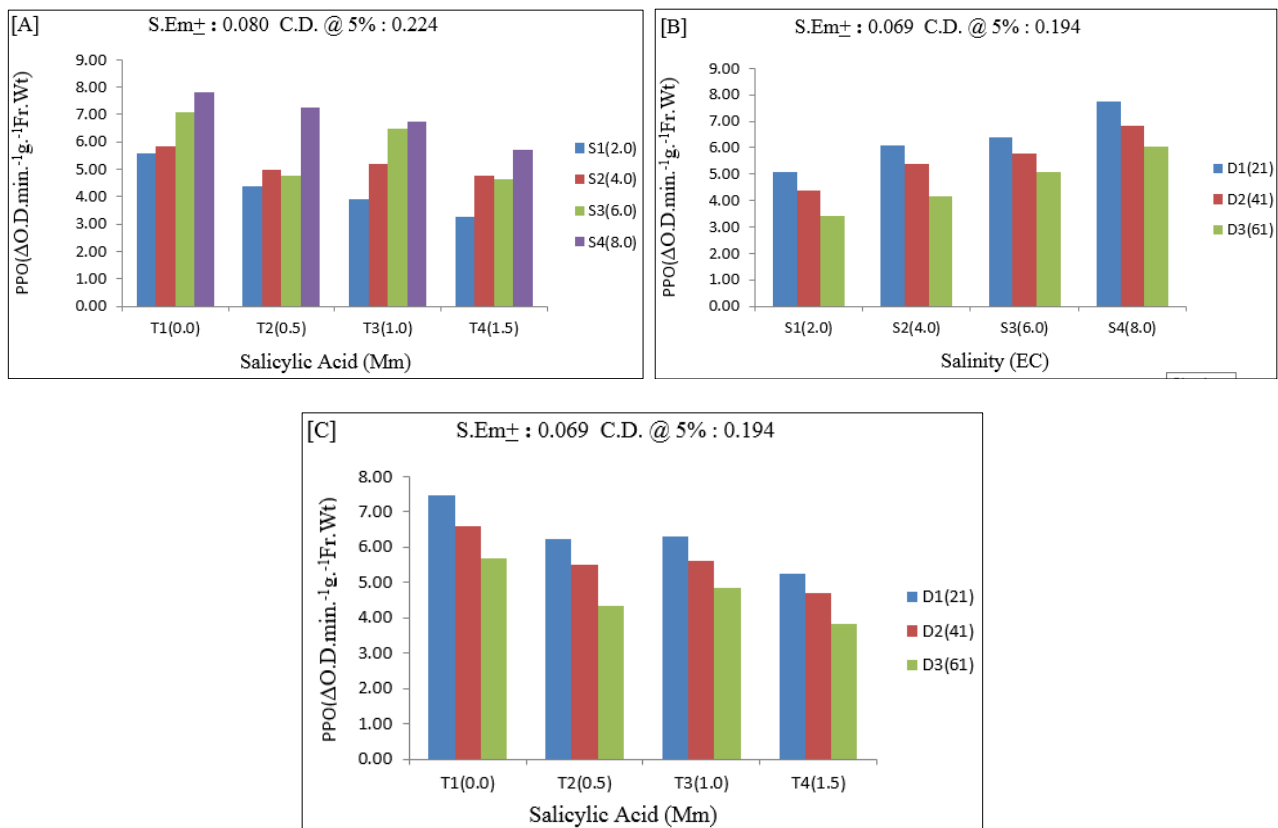 [A] S.Em± : 0.080 C.D. @ 5% : 0.224
PPO(ΔO.D.min.-1g.-1Fr.Wt)
9.00
8.00
7.00
6.00
5.00
4.00
3.00
2.00
1.00
0.00
T1(0.0) T2(0.5) T3(1.0) T4(1.5)
Salicylic Acid (Mm)
S1(2.0)
S2(4.0)
S3(6.0)
S4(8.0)
[B] S.Em± : 0.069 C.D. @ 5% : 0.194
PPO(ΔO.D.min.-1g.-1Fr.Wt)
9.00
8.00
7.00
6.00
5.00
4.00
3.00
2.00
1.00
0.00
S1(2.0) S2(4.0) S3(6.0) S4(8.0)
Salinity (EC)
D1(21)
D2(41)
D3(61)
[C] S.Em± : 0.069 C.D. @ 5% : 0.194
PPO(ΔO.D.min.-1g.-1Fr.Wt)
8.00
7.00
6.00
5.00
4.00
3.00
2.00
1.00
0.00
T1(0.0) T2(0.5) T3(1.0) T4(1.5)
Salicylic Acid (Mm)
D1(21)
D2(41)
D3(61)